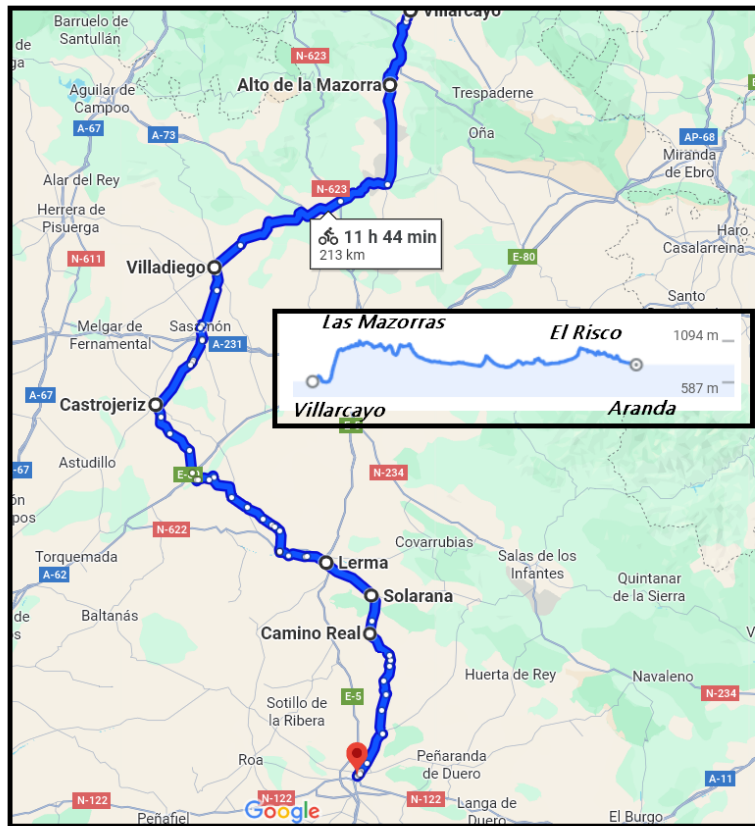 Villarcayo
Barruelo de
Santullán
N-623
Alto de la Mazorra
Trespaderne
Aguilar de
Campoo
A-67
A-73
Oña
AP-68
Miranda
de Ebro
Alar del Rey
N-623
Herrera de
Pisuerga
11 h 44 min
213 km
Haro
Casalarreina
E-80
N-611
Villadiego
Santo
Melgar de
Fernamental
A-231
Las Mazorras
El Risco
1094 m
587 m
Villarcayo
Aranda
A-67
Castrojeriz
Astudillo
N-234
N-622
Covarrubias
Torquemada
Lerma
Salas de los
Infantes
A-62
Solarana
Quintanar
de la Sierra
Baltanás
Camino Real
Huerta de Rey
Navaleno
E-5
N-234
Sotillo de
la Ribera
Roa
Peñaranda
de Duero
A-11
N-122
N-122
N-122
Google
Peñafiel
Langa de
Duero
El Burgo